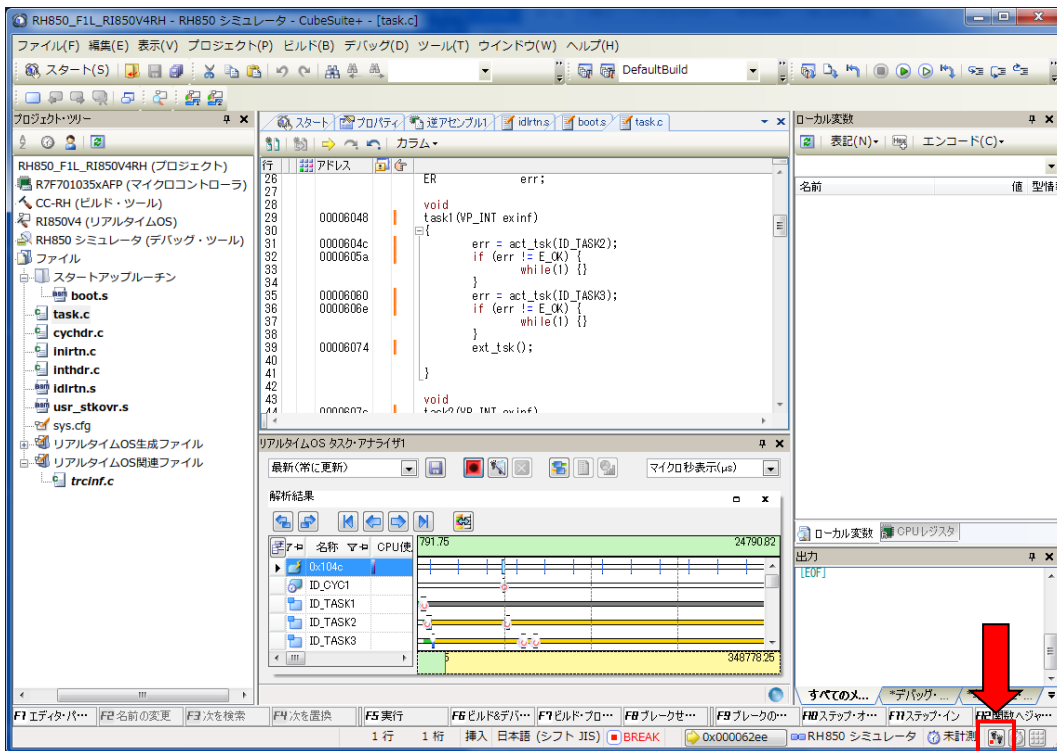 RH850_F1L_RI850V4RH - RH850 シミュレータ - CubeSuite+ - [task.c]
ファイル(F) 編集(E) 表示(V) プロジェクト(P) ビルド(B) デバッグ(D) ツール(T) ウインドウ(W) ヘルプ(H)
スタート(S) DefaultBuild
プロジェクト・ツリー
RH850_F1L_RI850V4RH (プロジェクト)
R7F701035xAFP (マイクロコントローラ)
CC-RH (ビルド・ツール)
RI850V4 (リアルタイムOS)
RH850 シミュレータ (デバッグ・ツール)
ファイル
スタートアップルーチン
boot.s
task.c
cychdr.c
inirtn.c
inthdr.c
idlrtn.s
usr_stkovr.s
sys.cfg
リアルタイムOS生成ファイル
リアルタイムOS関連ファイル
trcinf.c
スタート プロパティ 逆アセンブル1 idlrtn.s boot.s task.c
カラム
行 アドレス
26 ER err;
27
28 void
29 00006048 task1(VP_INT exinf)
30 {
31 0000604c err = act_tsk(ID_TASK2);
32 0000605a if (err != E_OK) {
33 while(1) {}
34 }
35 00006060 err = act_tsk(ID_TASK3);
36 0000606e if (err != E_OK) {
37 while(1) {}
38 }
39 00006074 ext_tsk();
40
41 }
42
43 void
44 0000607c task2(VP_INT exinf)
リアルタイムOS タスク・アナライザ1
最新(常に更新) マイクロ秒表示(μs)
解析結果
名称 CPU使 791.75 24790.82
0x104c
ID_CYC1
ID_TASK1
ID_TASK2
ID_TASK3
5 348778.25
ローカル変数
表記(N) Hex エンコード(C)
名前 値 型情報
ローカル変数 CPUレジスタ
出力
[EOF]
すべてのメ... *デバッグ・...
F1 エディタ・パ… F2 名前の変更 F3 次を検索 F4 次を置換 F5 実行 F6 ビルド&デバ… F7 ビルド・プロ… F8 ブレークせ… F9 ブレークの… F10 ステップ・オ… F11 ステップ・イン F12 関数へジャ…
1 行 1 桁 挿入 日本語 (シフト JIS) BREAK 0x000062ee RH850 シミュレータ 未計測